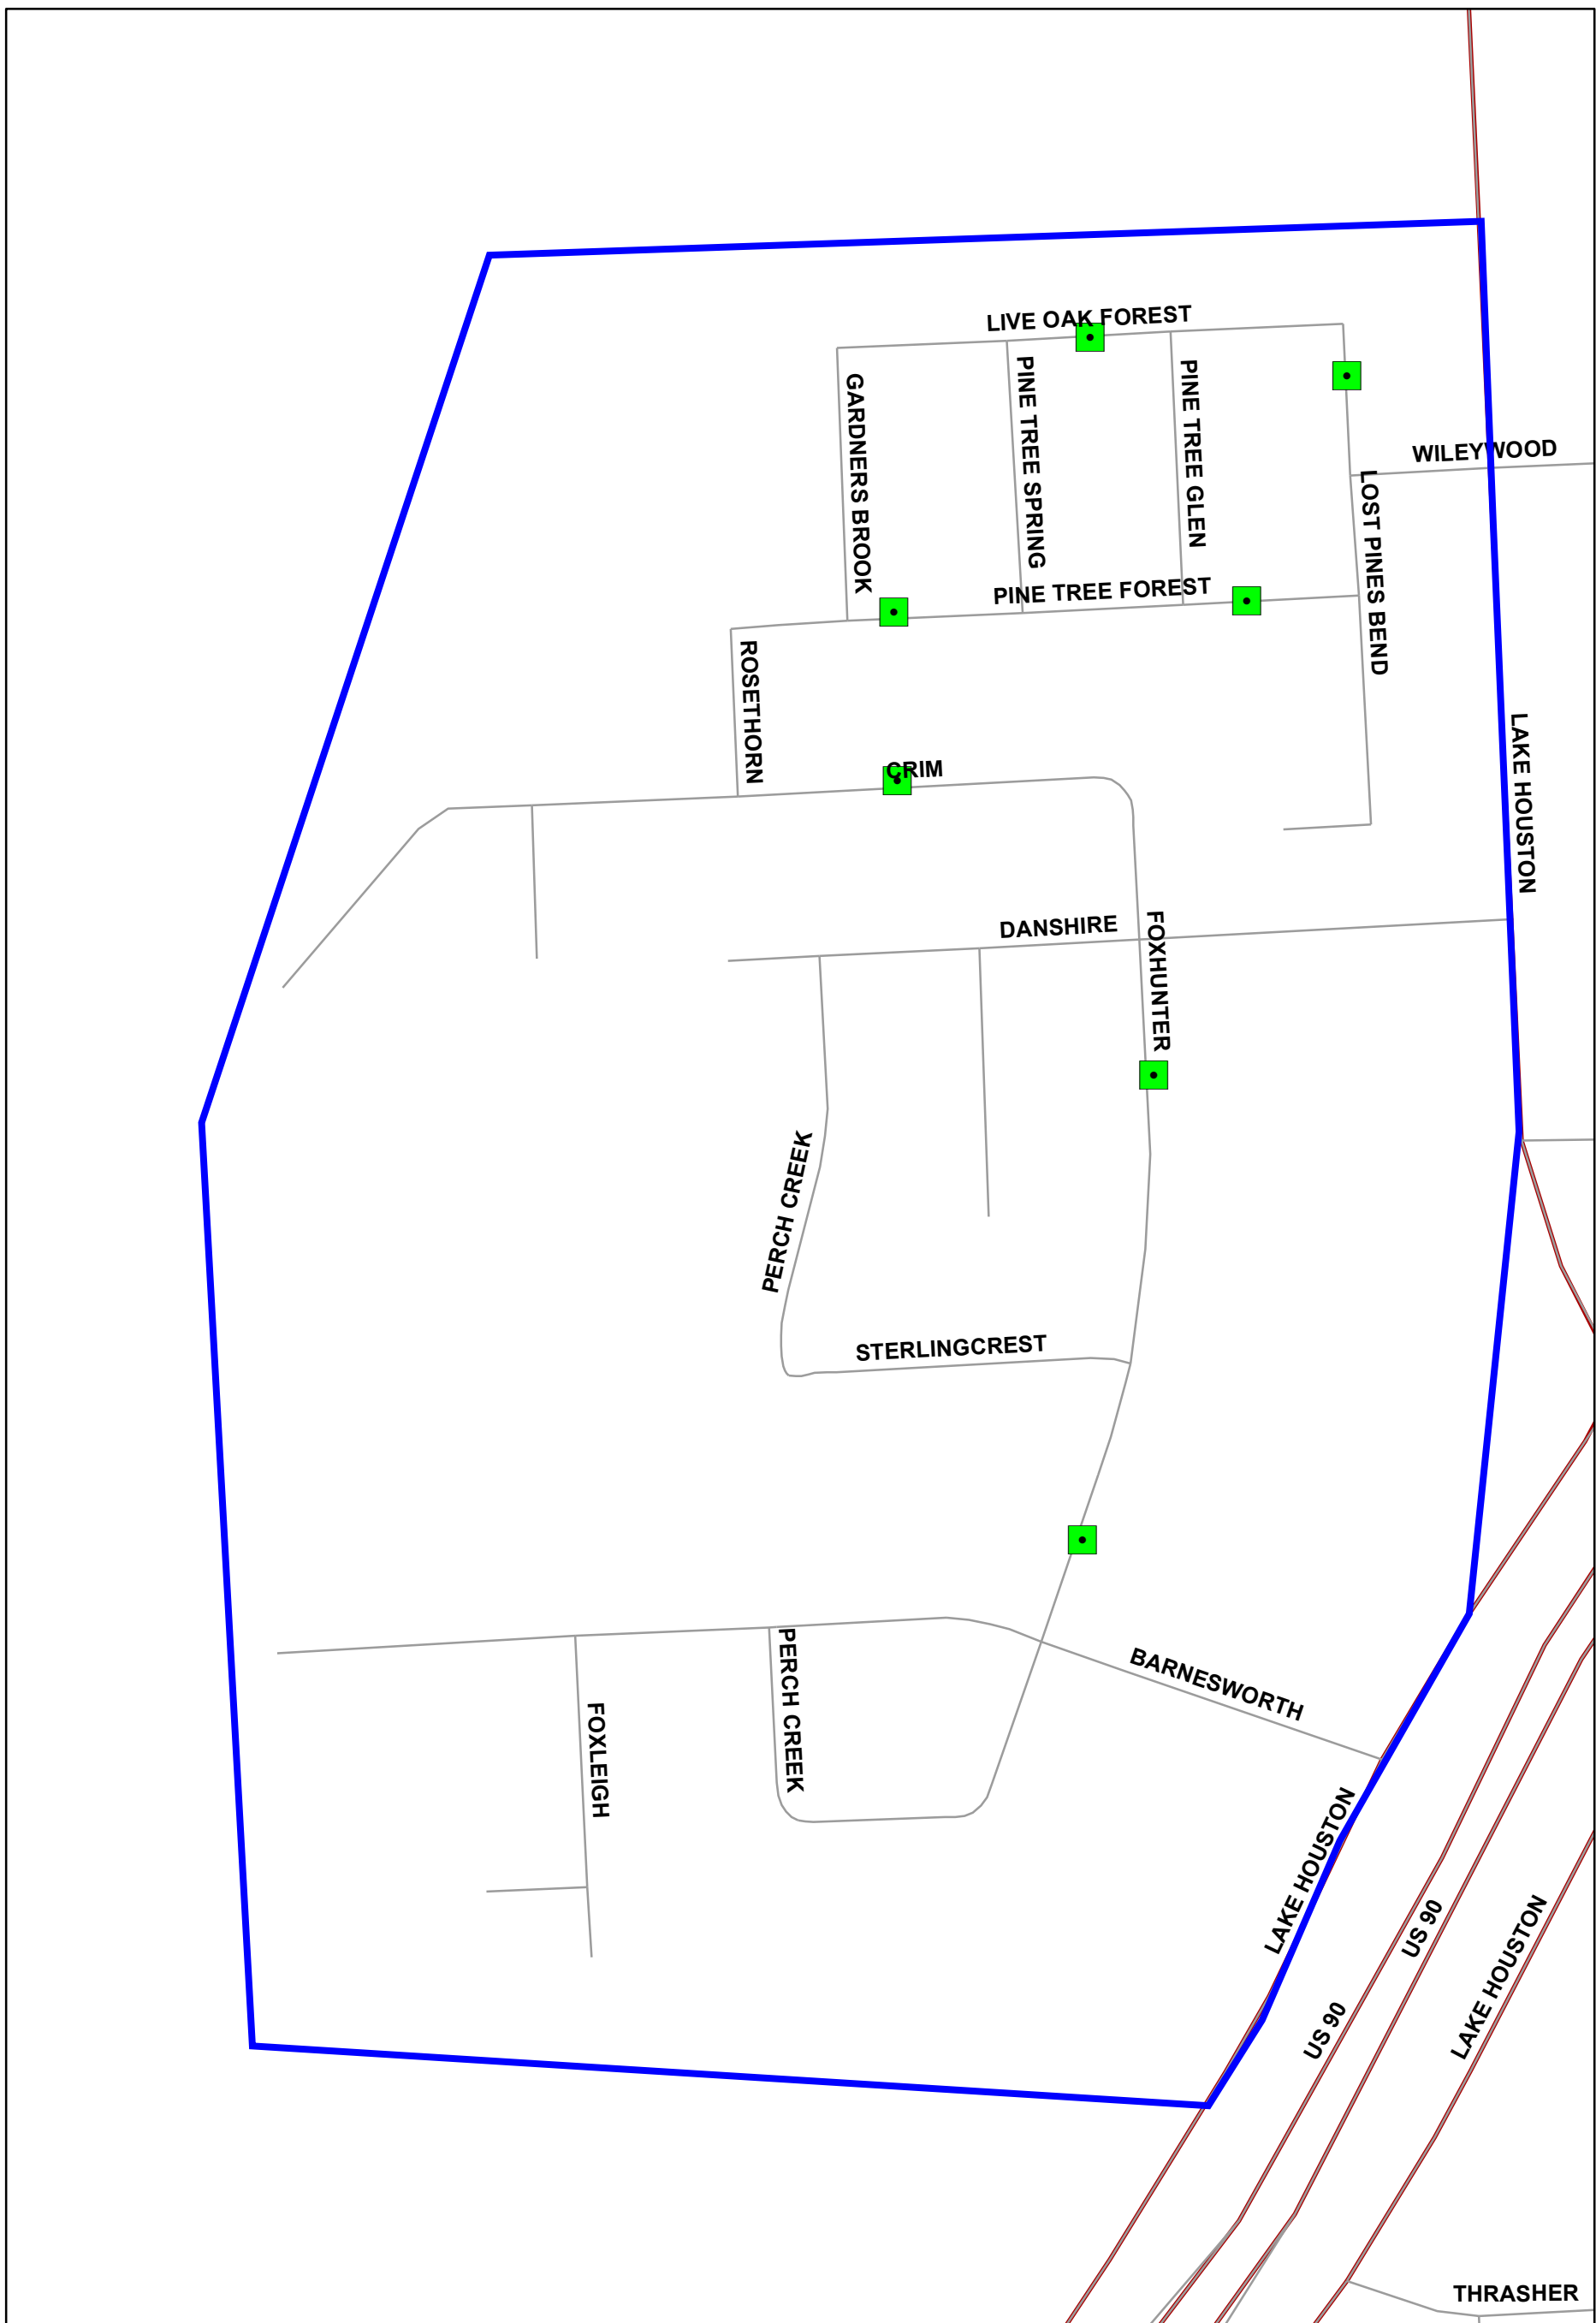 LIVE OAK FOREST
GARDNERS BROOK
PINE TREE SPRING
PINE TREE GLEN
WILEYWOOD
LOST PINES BEND
PINE TREE FOREST
ROSETHORN
CRIM
LAKE HOUSTON
DANSHIRE
FOXHUNTER
PERCH CREEK
STERLINGCREST
PERCH CREEK
BARNESWORTH
FOXLEIGH
LAKE HOUSTON
US 90
LAKE HOUSTON
US 90
THRASHER